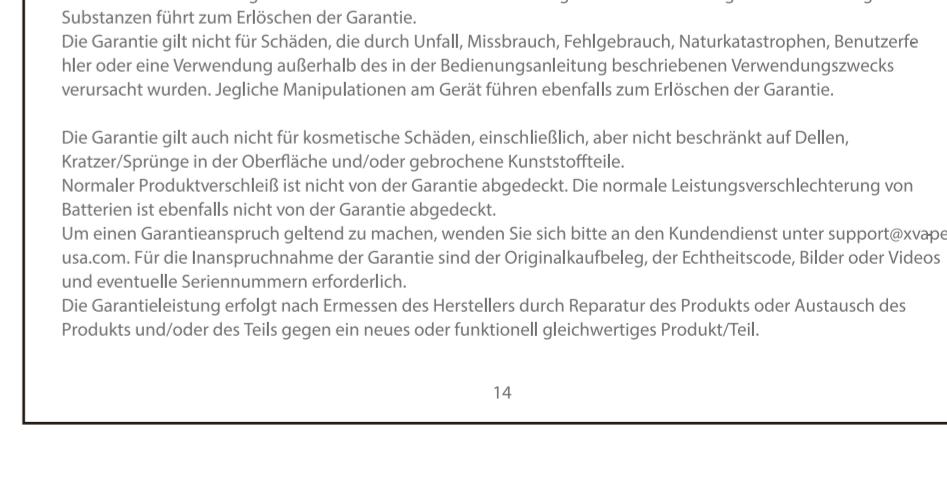 Substanzen führt zum Erlöschen der Garantie.
Die Garantie gilt nicht für Schäden, die durch Unfall, Missbrauch, Fehlgebrauch, Naturkatastrophen, Benutzerfe
hler oder eine Verwendung außerhalb des in der Bedienungsanleitung beschriebenen Verwendungszwecks
verursacht wurden. Jegliche Manipulationen am Gerät führen ebenfalls zum Erlöschen der Garantie.
Die Garantie gilt auch nicht für kosmetische Schäden, einschließlich, aber nicht beschränkt auf Dellen,
Kratzer/Sprünge in der Oberfläche und/oder gebrochene Kunststoffteile.
Normaler Produktverschleiß ist nicht von der Garantie abgedeckt. Die normale Leistungsverschlechterung von
Batterien ist ebenfalls nicht von der Garantie abgedeckt.
Um einen Garantieanspruch geltend zu machen, wenden Sie sich bitte an den Kundendienst unter support@xvape
usa.com. Für die Inanspruchnahme der Garantie sind der Originalkaufbeleg, der Echtheitscode, Bilder oder Videos
und eventuelle Seriennummern erforderlich.
Die Garantieleistung erfolgt nach Ermessen des Herstellers durch Reparatur des Produkts oder Austausch des
Produkts und/oder des Teils gegen ein neues oder funktionell gleichwertiges Produkt/Teil.
14